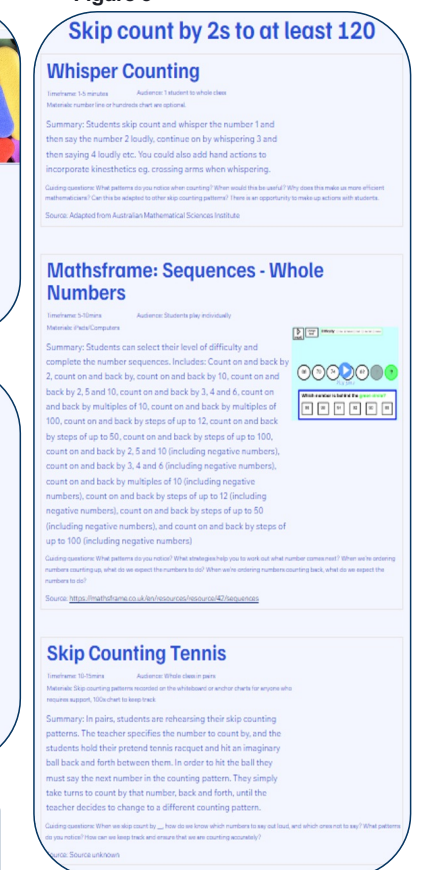 Skip count by 2s to at least 120
Whisper Counting
Timeframe: 1-5 minutes Audience: 1 student to whole class
Materials: number line or hundreds chart are optional.
Summary: Students skip count and whisper the number 1 and
then say the number 2 loudly, continue on by whispering 3 and
then saying 4 loudly etc. You could also add hand actions to
incorporate kinesthetics eg. crossing arms when whispering.
Guiding questions: What patterns do you notice when counting? When would this be useful? Why does this make us more efficient
mathematicians? Can this be adapted to other skip counting patterns? There is an opportunity to make up actions with students.
Source: Adapted from Australian Mathematical Sciences Institute
Mathsframe: Sequences - Whole
Numbers
Timeframe: 5-10mins Audience: Students play individually
Materials: iPads/Computers
Summary: Students can select their level of difficulty and
complete the number sequences. Includes: Count on and back by
2, count on and back by, count on and back by 10, count on and
back by 2, 5 and 10, count on and back by 3, 4 and 6, count on
and back by multiples of 10, count on and back by multiples of
100, count on and back by steps of up to 12, count on and back
by steps of up to 50, count on and back by steps of up to 100,
count on and back by 2, 5 and 10 (including negative numbers),
count on and back by 3, 4 and 6 (including negative numbers),
count on and back by multiples of 10 (including negative
numbers), count on and back by steps of up to 12 (including
negative numbers), count on and back by steps of up to 50
(including negative numbers), and count on and back by steps of
up to 100 (including negative numbers)
Which number is behind the green circle?
Guiding questions: What patterns do you notice? What strategies help you to work out what number comes next? When we're ordering
numbers counting up, what do we expect the numbers to do? When we're ordering numbers counting back, what do we expect the
numbers to do?
Source: https://mathsframe.co.uk/en/resources/resource/42/sequences
Skip Counting Tennis
Timeframe: 10-15mins Audience: Whole class in pairs
Materials: Skip counting patterns recorded on the whiteboard or anchor charts for anyone who
requires support, 100s chart to keep track.
Summary: In pairs, students are rehearsing their skip counting
patterns. The teacher specifies the number to count by, and the
students hold their pretend tennis racquet and hit an imaginary
ball back and forth between them. In order to hit the ball they
must say the next number in the counting pattern. They simply
take turns to count by that number, back and forth, until the
teacher decides to change to a different counting pattern.
Guiding questions: When we skip count by __ how do we know which numbers to say out loud, and which ones not to say? What patterns
do you notice? How can we keep track and ensure that we are counting accurately?
Source: Source unknown